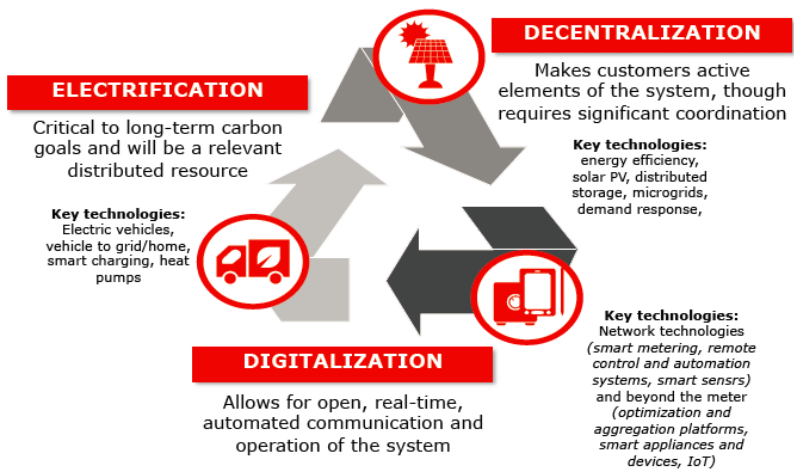 DECENTRALIZATION
Makes customers active
elements of the system, though
requires significant coordination
Key technologies:
energy efficiency,
solar PV, distributed
storage, microgrids,
demand response,
ELECTRIFICATION
Critical to long-term carbon
goals and will be a relevant
distributed resource
Key technologies:
Electric vehicles,
vehicle to grid/home,
smart charging, heat
pumps
DIGITALIZATION
Allows for open, real-time,
automated communication and
operation of the system
Key technologies:
Network technologies
(smart metering, remote
control and automation
systems, smart sensrs)
and beyond the meter
(optimization and
aggregation platforms,
smart appliances and
devices, IoT)